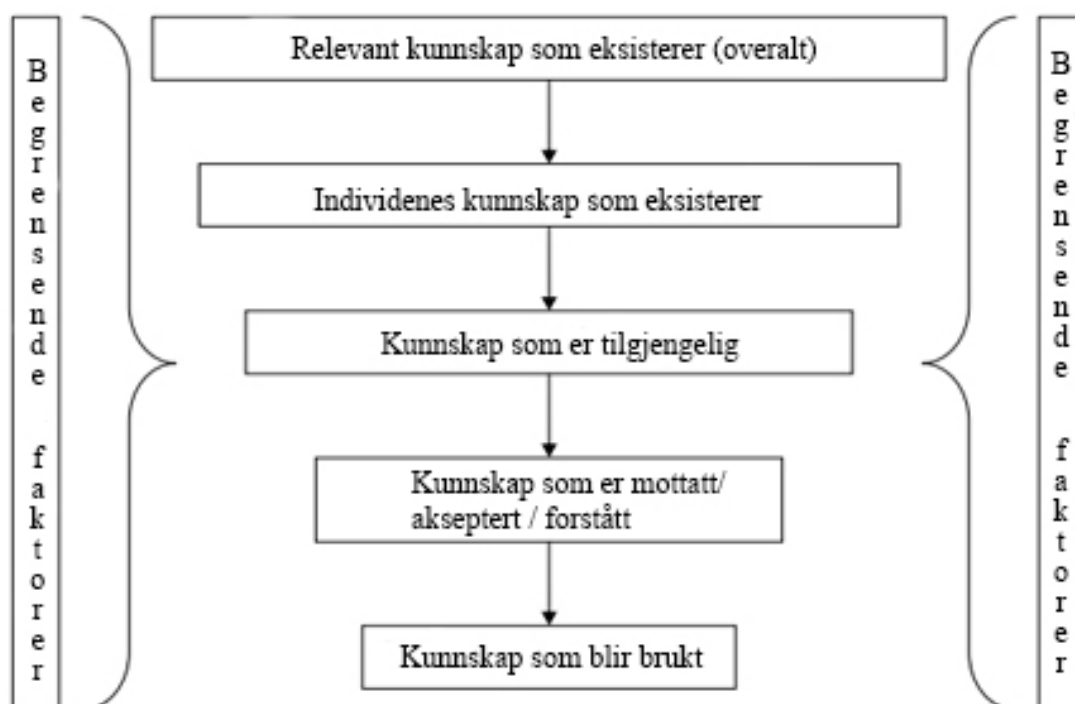 Begrensende faktorer
Relevant kunnskap som eksisterer (overalt)
Individenes kunnskap som eksisterer
Kunnskap som er tilgjengelig
Kunnskap som er mottatt/
akseptert / forstått
Kunnskap som blir brukt
Begrensende faktorer